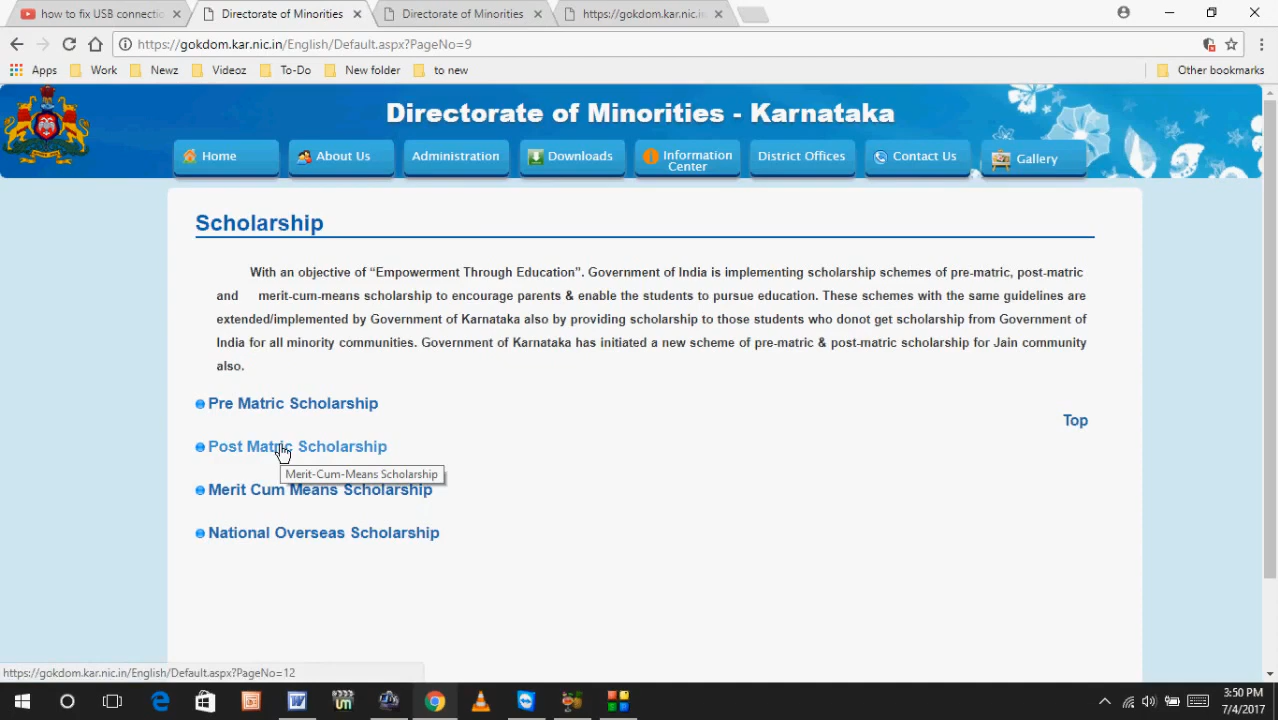 how to fix USB connectio
Directorate of Minorities
Directorate of Minorities
https://gokdom.kar.nic.in
https://gokdom.kar.nic.in/English/Default.aspx?PageNo=9
Apps
Work
Newz
Videoz
To-Do
New folder
to new
Other bookmarks
Directorate of Minorities - Karnataka
Home
About Us
Administration
Downloads
Information
Center
District Offices
Contact Us
Gallery
Scholarship
With an objective of “Empowerment Through Education”. Government of India is implementing scholarship schemes of pre-matric, post-matric
and merit-cum-means scholarship to encourage parents & enable the students to pursue education. These schemes with the same guidelines are
extended/implemented by Government of Karnataka also by providing scholarship to those students who donot get scholarship from Government of
India for all minority communities. Government of Karnataka has initiated a new scheme of pre-matric & post-matric scholarship for Jain community
also.
Pre Matric Scholarship
Top
Post Matric Scholarship
Merit-Cum-Means Scholarship
Merit Cum Means Scholarship
National Overseas Scholarship
https://gokdom.kar.nic.in/English/Default.aspx?PageNo=12
3:50 PM
7/4/2017